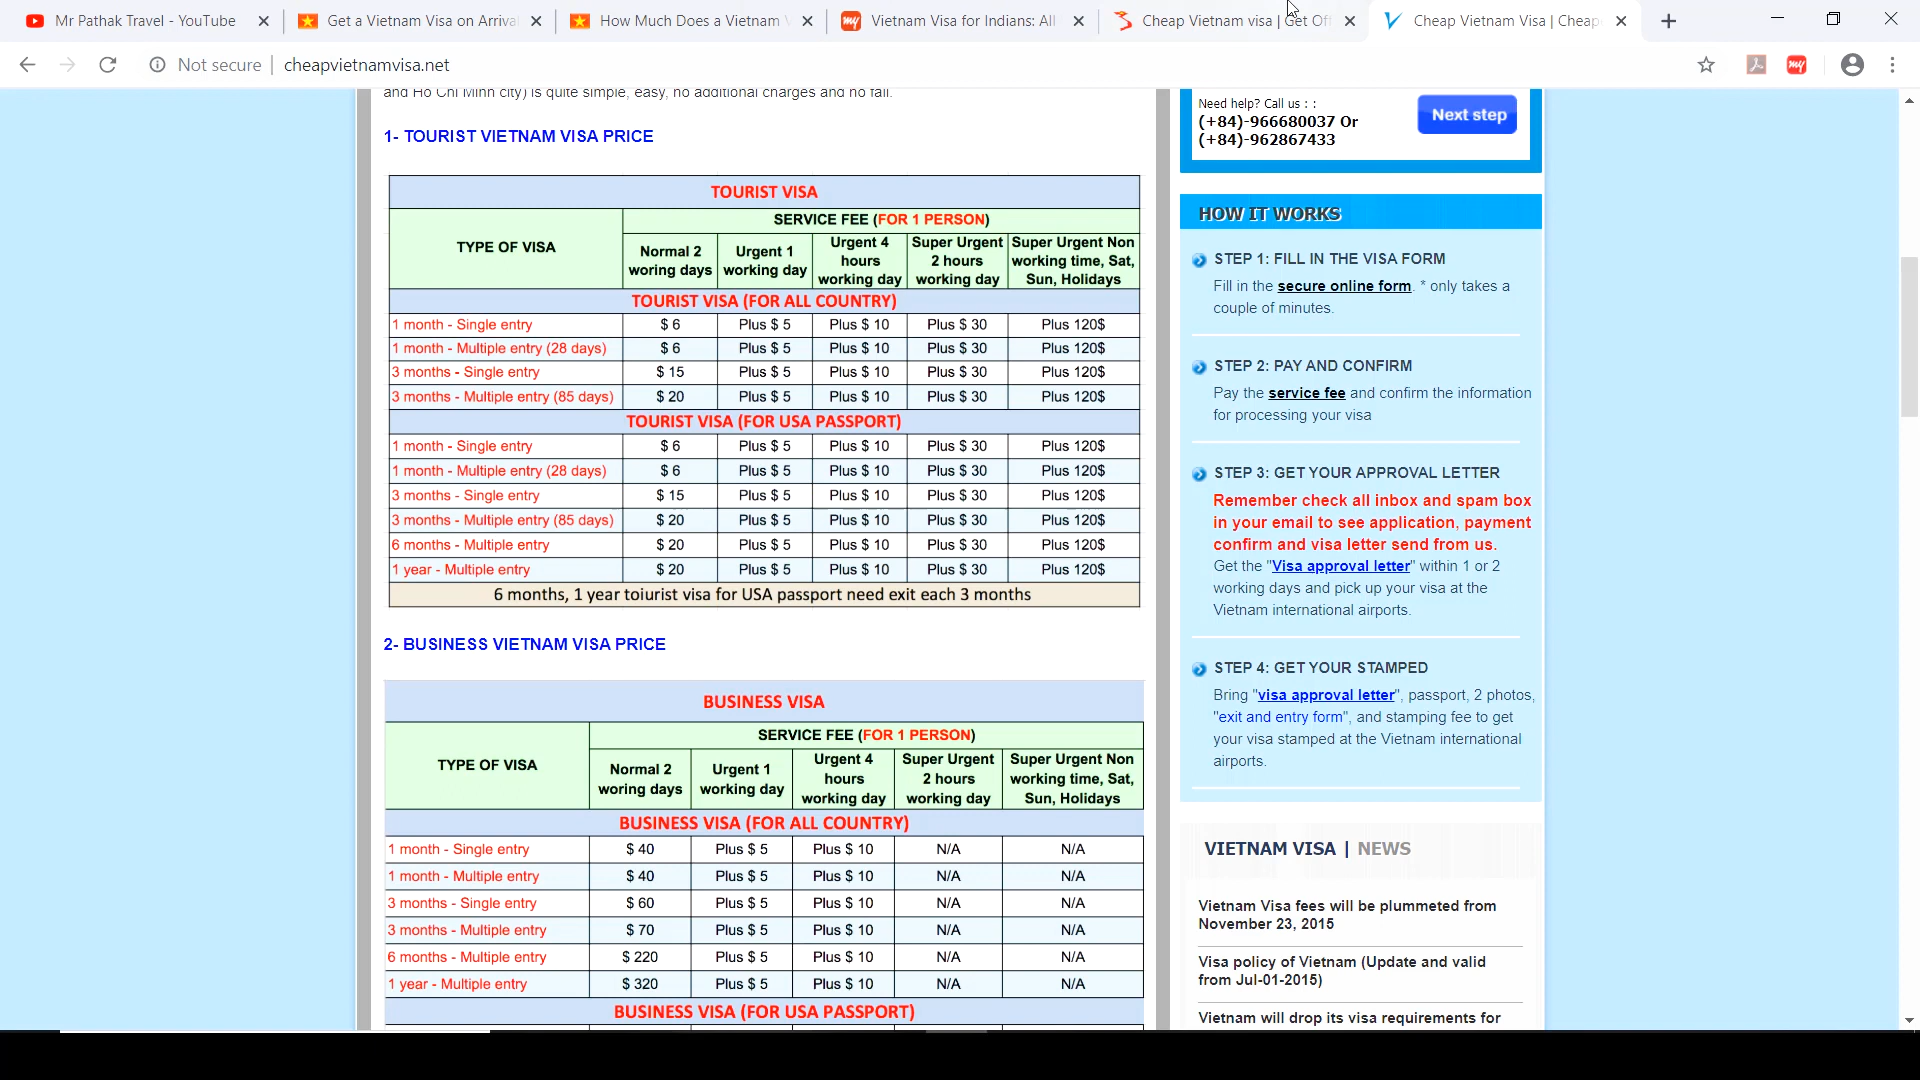 Mr Pathak Travel - YouTube
Get a Vietnam Visa on Arrival
How Much Does a Vietnam V
Vietnam Visa for Indians: All
Cheap Vietnam visa | Get Off
Cheap Vietnam Visa | Cheap
Not secure | cheapvietnamvisa.net
and Ho Chi Minh city) is quite simple, easy, no additional charges and no fail.
1- TOURIST VIETNAM VISA PRICE
TOURIST VISA
TYPE OF VISA
SERVICE FEE (FOR 1 PERSON)
Normal 2 woring days
Urgent 1 working day
Urgent 4 hours working day
Super Urgent 2 hours working day
Super Urgent Non working time, Sat, Sun, Holidays
TOURIST VISA (FOR ALL COUNTRY)
1 month - Single entry $ 6 Plus $ 5 Plus $ 10 Plus $ 30 Plus 120$
1 month - Multiple entry (28 days) $ 6 Plus $ 5 Plus $ 10 Plus $ 30 Plus 120$
3 months - Single entry $ 15 Plus $ 5 Plus $ 10 Plus $ 30 Plus 120$
3 months - Multiple entry (85 days) $ 20 Plus $ 5 Plus $ 10 Plus $ 30 Plus 120$
TOURIST VISA (FOR USA PASSPORT)
1 month - Single entry $ 6 Plus $ 5 Plus $ 10 Plus $ 30 Plus 120$
1 month - Multiple entry (28 days) $ 6 Plus $ 5 Plus $ 10 Plus $ 30 Plus 120$
3 months - Single entry $ 15 Plus $ 5 Plus $ 10 Plus $ 30 Plus 120$
3 months - Multiple entry (85 days) $ 20 Plus $ 5 Plus $ 10 Plus $ 30 Plus 120$
6 months - Multiple entry $ 20 Plus $ 5 Plus $ 10 Plus $ 30 Plus 120$
1 year - Multiple entry $ 20 Plus $ 5 Plus $ 10 Plus $ 30 Plus 120$
6 months, 1 year toiurist visa for USA passport need exit each 3 months
2- BUSINESS VIETNAM VISA PRICE
BUSINESS VISA
TYPE OF VISA
SERVICE FEE (FOR 1 PERSON)
Normal 2 woring days
Urgent 1 working day
Urgent 4 hours working day
Super Urgent 2 hours working day
Super Urgent Non working time, Sat, Sun, Holidays
BUSINESS VISA (FOR ALL COUNTRY)
1 month - Single entry $ 40 Plus $ 5 Plus $ 10 N/A N/A
1 month - Multiple entry $ 40 Plus $ 5 Plus $ 10 N/A N/A
3 months - Single entry $ 60 Plus $ 5 Plus $ 10 N/A N/A
3 months - Multiple entry $ 70 Plus $ 5 Plus $ 10 N/A N/A
6 months - Multiple entry $ 220 Plus $ 5 Plus $ 10 N/A N/A
1 year - Multiple entry $ 320 Plus $ 5 Plus $ 10 N/A N/A
BUSINESS VISA (FOR USA PASSPORT)
Need help? Call us : :
(+84)-966680037 Or
(+84)-962867433
Next step
HOW IT WORKS
STEP 1: FILL IN THE VISA FORM
Fill in the secure online form. * only takes a
couple of minutes.
STEP 2: PAY AND CONFIRM
Pay the service fee and confirm the information
for processing your visa
STEP 3: GET YOUR APPROVAL LETTER
Remember check all inbox and spam box
in your email to see application, payment
confirm and visa letter send from us.
Get the "Visa approval letter" within 1 or 2
working days and pick up your visa at the
Vietnam international airports.
STEP 4: GET YOUR STAMPED
Bring "visa approval letter", passport, 2 photos,
"exit and entry form", and stamping fee to get
your visa stamped at the Vietnam international
airports.
VIETNAM VISA | NEWS
Vietnam Visa fees will be plummeted from
November 23, 2015
Visa policy of Vietnam (Update and valid
from Jul-01-2015)
Vietnam will drop its visa requirements for